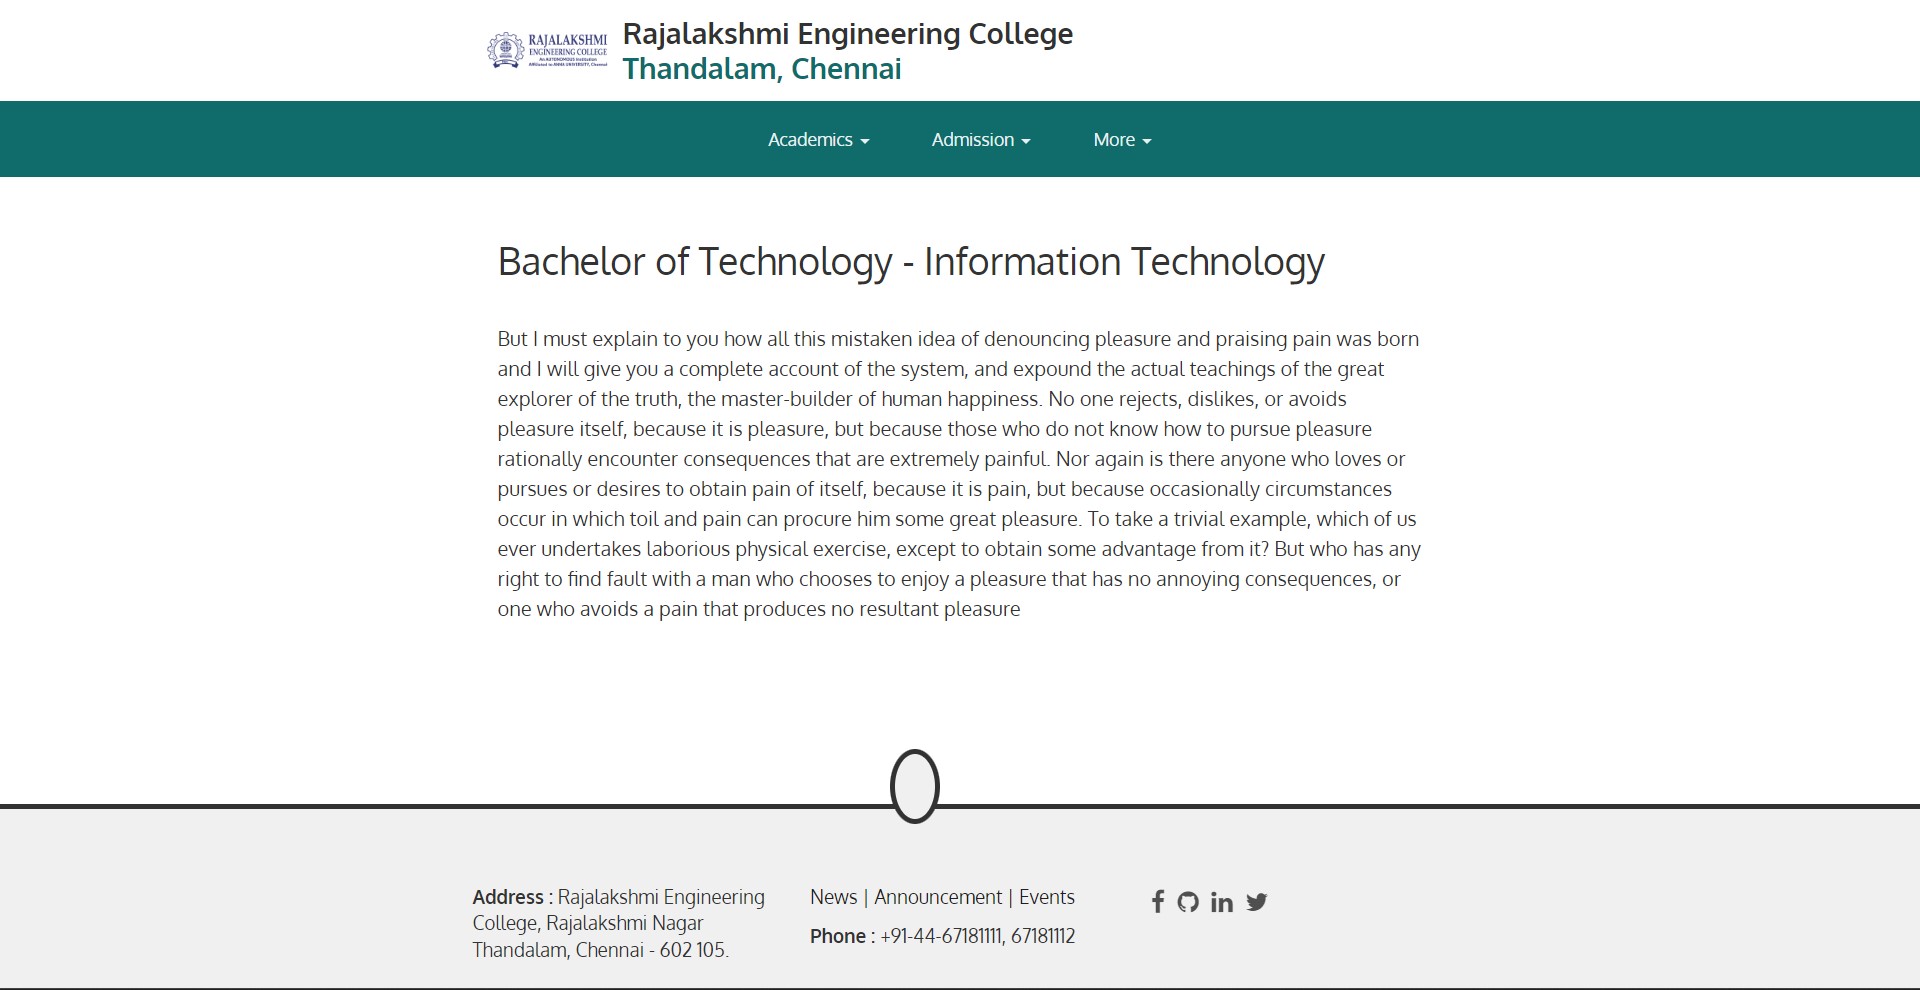 RAJALAKSHMI
ENGINEERING COLLEGE
An AUTONOMOUS Institution
Affiliated to ANNA UNIVERSITY, Chennai
Rajalakshmi Engineering College
Thandalam, Chennai
Academics
Admission
More
Bachelor of Technology - Information Technology
But I must explain to you how all this mistaken idea of denouncing pleasure and praising pain was born
and I will give you a complete account of the system, and expound the actual teachings of the great
explorer of the truth, the master-builder of human happiness. No one rejects, dislikes, or avoids
pleasure itself, because it is pleasure, but because those who do not know how to pursue pleasure
rationally encounter consequences that are extremely painful. Nor again is there anyone who loves or
pursues or desires to obtain pain of itself, because it is pain, but because occasionally circumstances
occur in which toil and pain can procure him some great pleasure. To take a trivial example, which of us
ever undertakes laborious physical exercise, except to obtain some advantage from it? But who has any
right to find fault with a man who chooses to enjoy a pleasure that has no annoying consequences, or
one who avoids a pain that produces no resultant pleasure
Address : Rajalakshmi Engineering
College, Rajalakshmi Nagar
Thandalam, Chennai - 602 105.
News | Announcement | Events
Phone : +91-44-67181111, 67181112